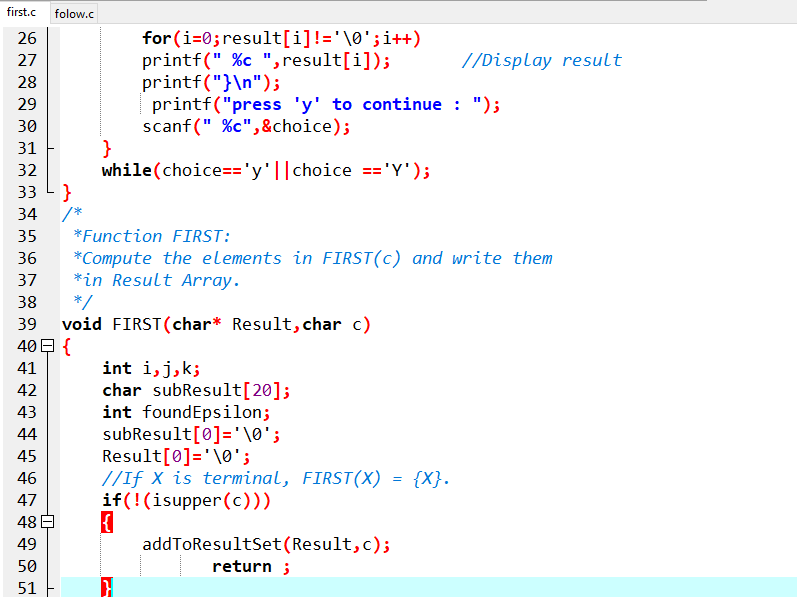 first.c folow.c
26 for(i=0;result[i]!='\0';i++)
27 printf(" %c ",result[i]); //Display result
28 printf("}\n");
29 printf("press 'y' to continue : ");
30 scanf(" %c",&choice);
31 }
32 while(choice=='y'||choice =='Y');
33 }
34 /*
35 *Function FIRST:
36 *Compute the elements in FIRST(c) and write them
37 *in Result Array.
38 */
39 void FIRST(char* Result,char c)
40 {
41 int i,j,k;
42 char subResult[20];
43 int foundEpsilon;
44 subResult[0]='\0';
45 Result[0]='\0';
46 //If X is terminal, FIRST(X) = {X}.
47 if(!(isupper(c)))
48 {
49 addToResultSet(Result,c);
50 return ;
51 }